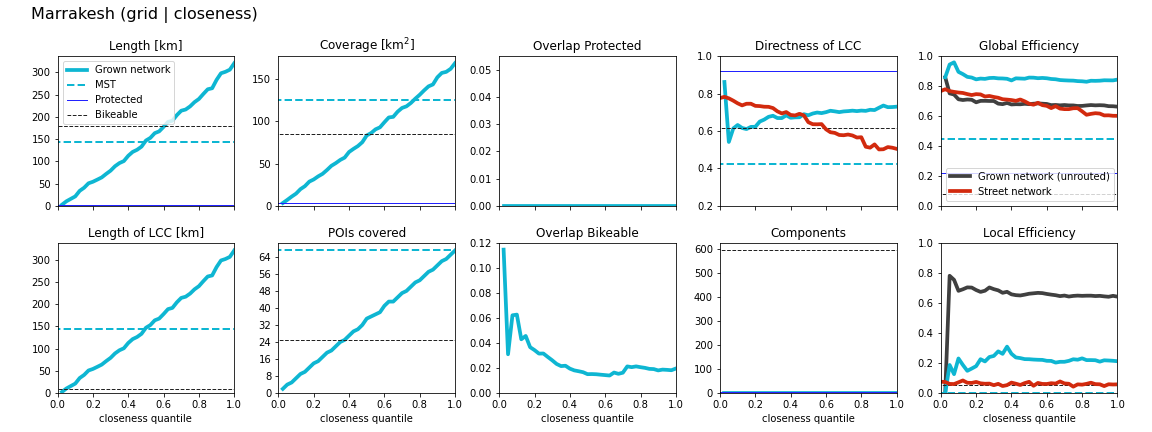 Marrakesh (grid | closeness)
Length [km]
Coverage [km²]
Overlap Protected
Directness of LCC
Global Efficiency
300
250
200
150
100
50
0
Grown network
MST
Protected
Bikeable
150
100
50
0
0.05
0.04
0.03
0.02
0.01
0.00
1.0
0.8
0.6
0.4
0.2
1.0
0.8
0.6
0.4
0.2
0.0
Grown network (unrouted)
Street network
Length of LCC [km]
POIs covered
Overlap Bikeable
Components
Local Efficiency
300
250
200
150
100
50
0
64
56
48
40
32
24
16
8
0
0.12
0.10
0.08
0.06
0.04
0.02
0.00
600
500
400
300
200
100
0
1.0
0.8
0.6
0.4
0.2
0.0
0.0 0.2 0.4 0.6 0.8 1.0
0.0 0.2 0.4 0.6 0.8 1.0
0.0 0.2 0.4 0.6 0.8 1.0
0.0 0.2 0.4 0.6 0.8 1.0
0.0 0.2 0.4 0.6 0.8 1.0
closeness quantile
closeness quantile
closeness quantile
closeness quantile
closeness quantile